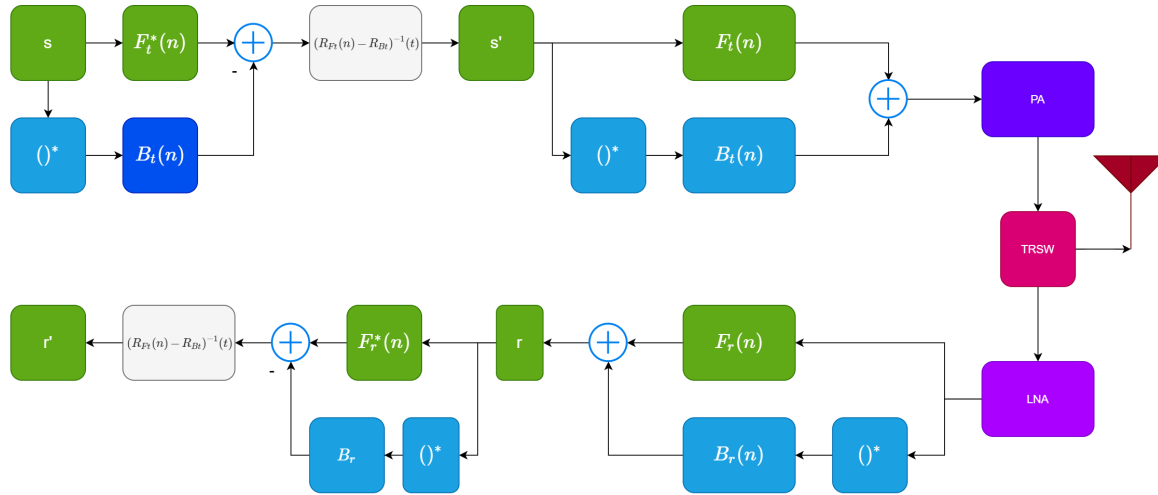 s
F_t^*(n)
(R_{Ft}(n) - R_{Bt})^{-1}(t)
s'
F_t(n)
-
PA
()*
B_t(n)
()*
B_t(n)
TRSW
r'
(R_{Ft}(n) - R_{Bt})^{-1}(t)
F_r^*(n)
r
F_r(n)
-
LNA
B_r
()*
B_r(n)
()*